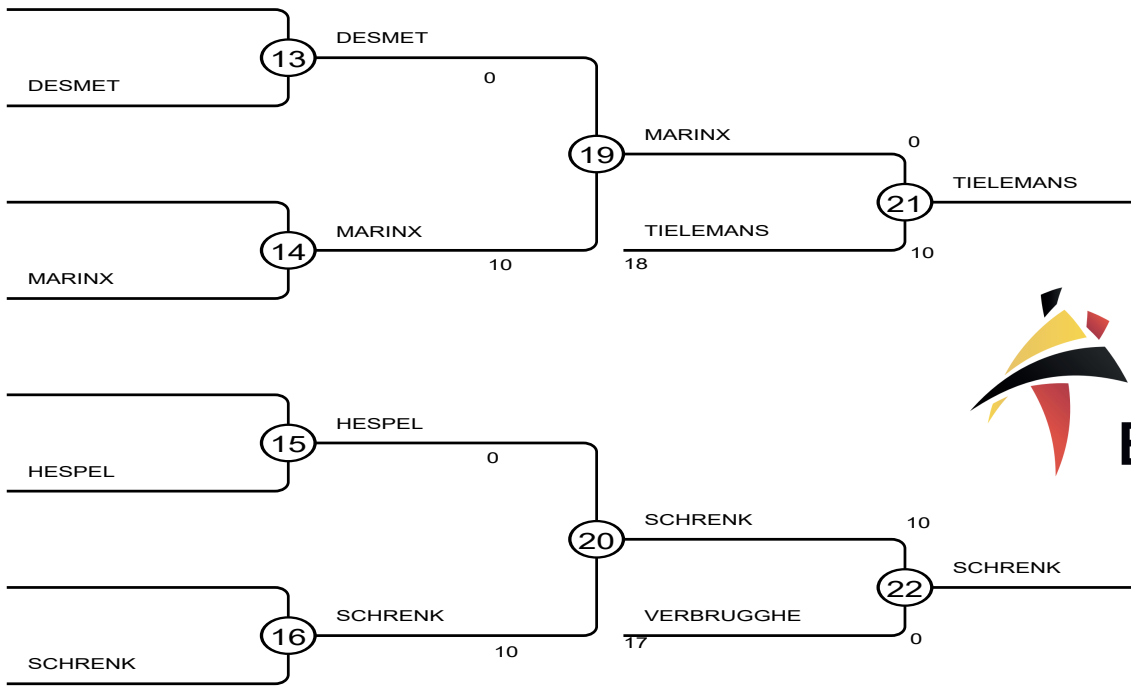 DESMET
13
0
DESMET
MARINX
0
19
TIELEMANS
21
MARINX
TIELEMANS
14
10
18
10
MARINX
HESPEL
15
0
HESPEL
SCHRENK
10
20
SCHRENK
22
SCHRENK
VERBRUGGHE
16
10
17
0
SCHRENK